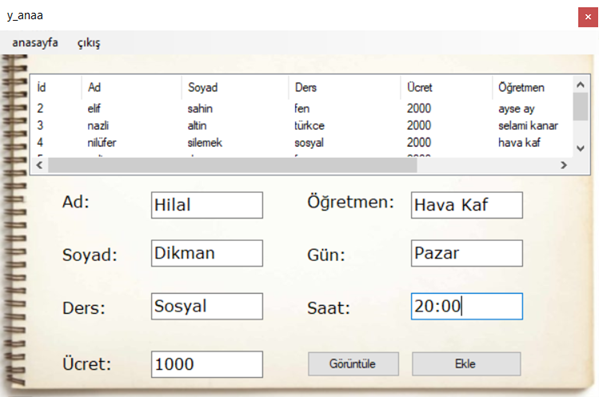 y_anaa
anasayfa çıkış
İd Ad Soyad Ders Ücret Öğretmen
2 elif sahin fen 2000 ayse ay
3 nazli altin türkce 2000 selami kanar
4 nilüfer silemek sosyal 2000 hava kaf
Ad: Hilal Öğretmen: Hava Kaf
Soyad: Dikman Gün: Pazar
Ders: Sosyal Saat: 20:00
Ücret: 1000 Görüntüle Ekle